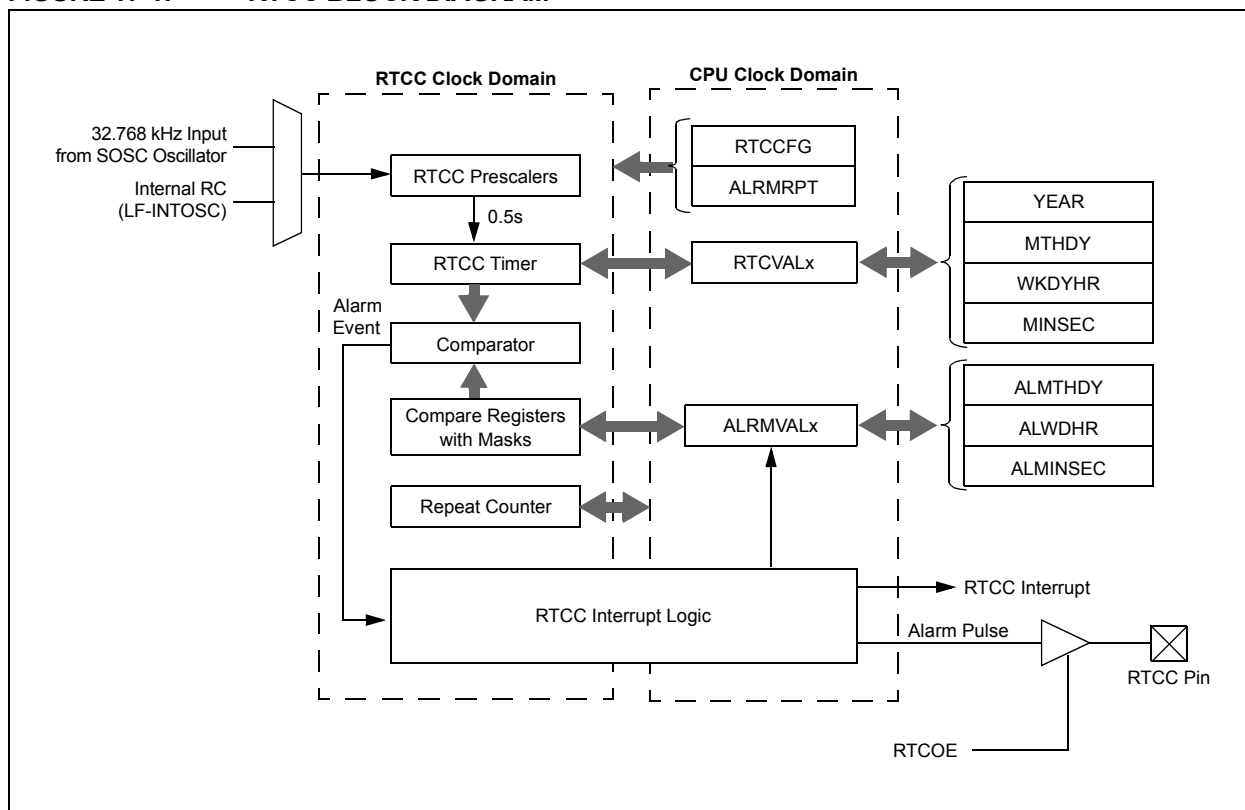 RTCC Clock Domain
CPU Clock Domain
32.768 kHz Input
from SOSC Oscillator
Internal RC
(LF-INTOSC)
RTCC Prescalers
0.5s
RTCC Timer
Alarm
Event
Comparator
Compare Registers
with Masks
Repeat Counter
RTCCFG
ALRMRPT
RTCVALx
ALRMVALx
YEAR
MTHDY
WKDYHR
MINSEC
ALMTHDY
ALWDHR
ALMINSEC
RTCC Interrupt Logic
RTCC Interrupt
Alarm Pulse
RTCC Pin
RTCOE